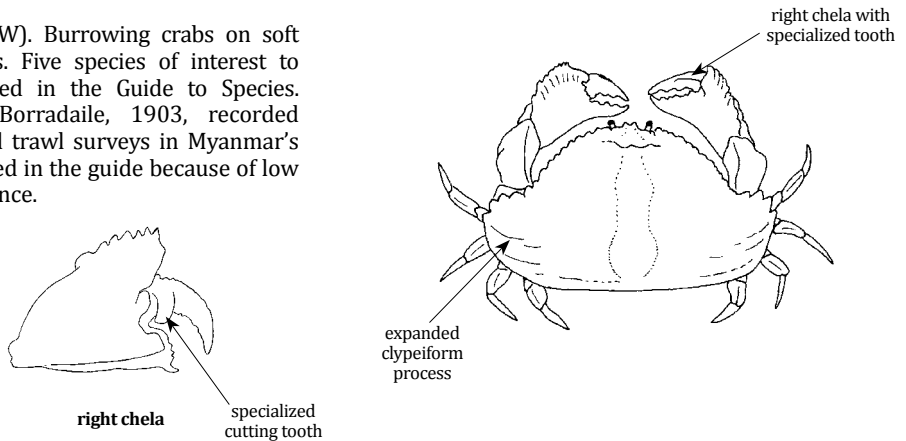 W). Burrowing crabs on soft
s. Five species of interest to
ed in the Guide to Species.
Borradaile, 1903, recorded
l trawl surveys in Myanmar's
ed in the guide because of low
nce.
right chela with
specialized tooth
expanded
clypeiform
process
right chela
specialized
cutting tooth